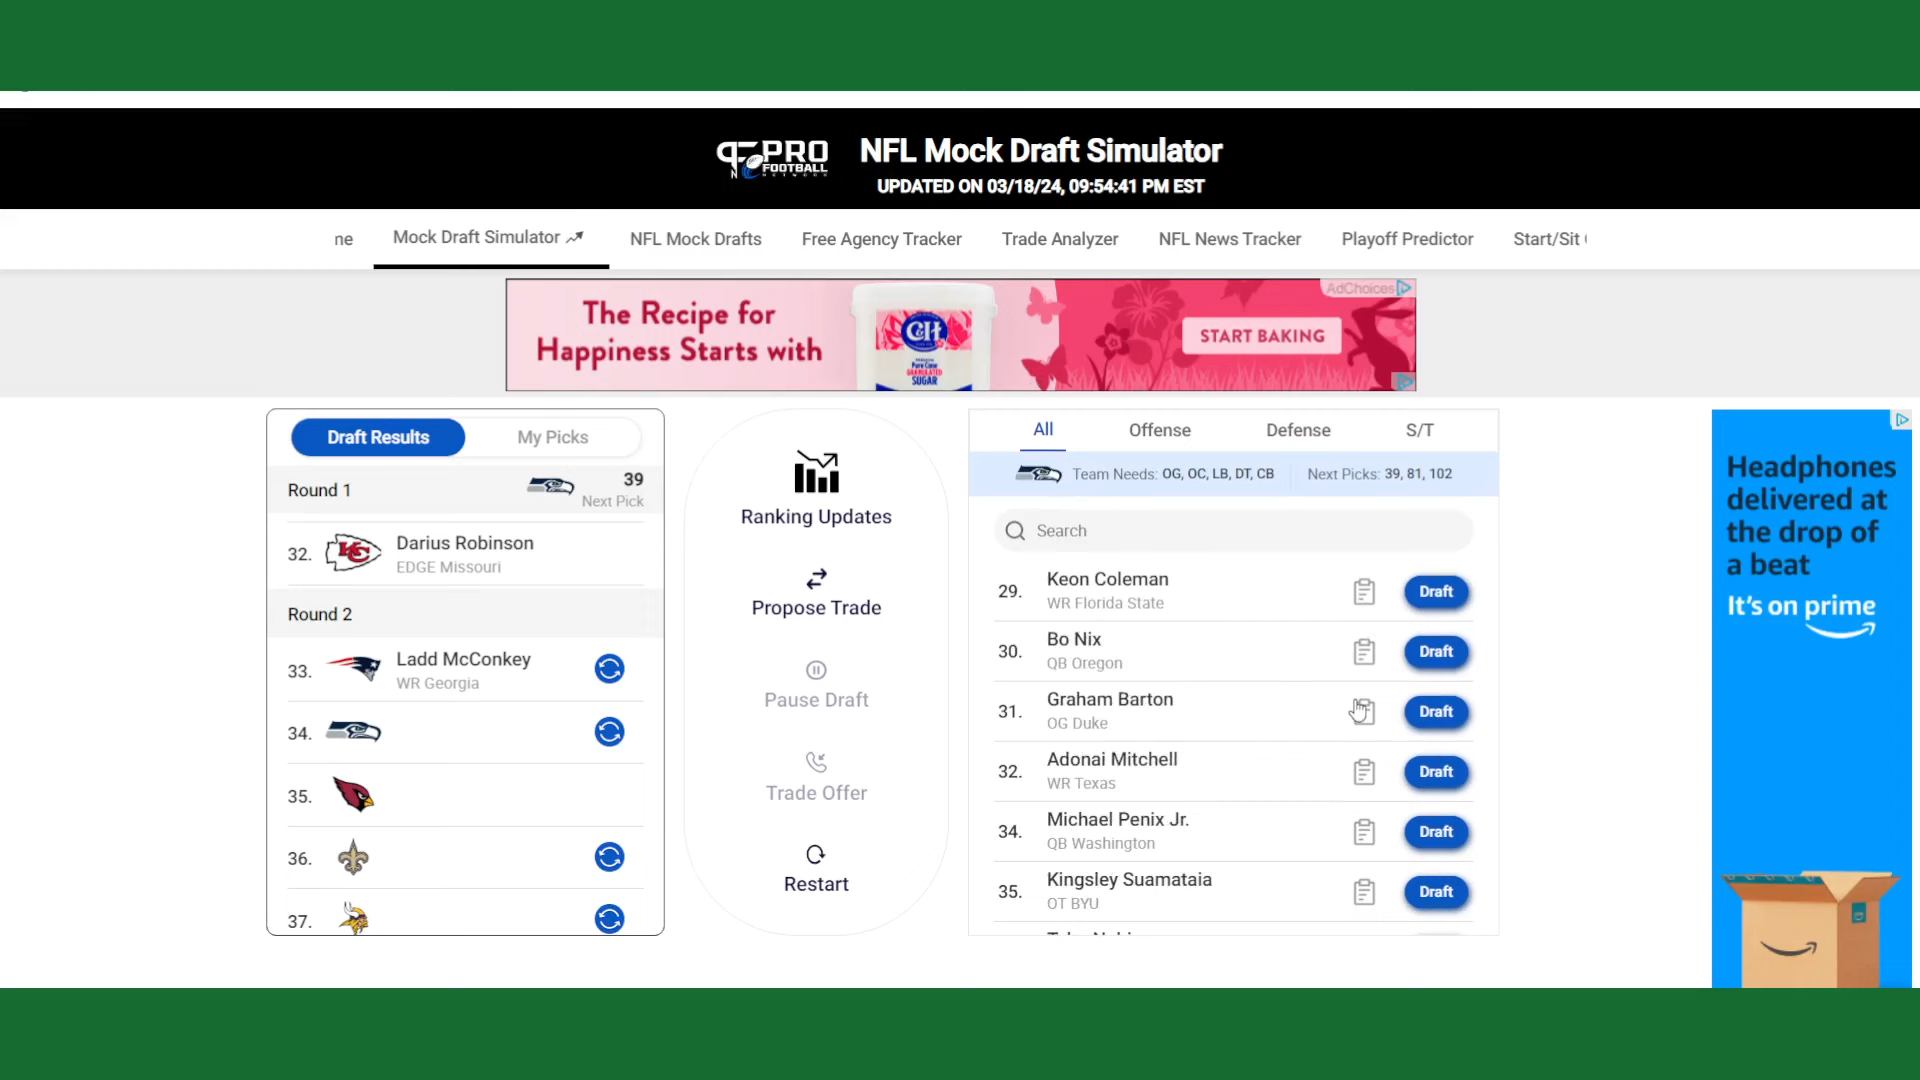 PRO
FOOTBALL
NETWORK
NFL Mock Draft Simulator
UPDATED ON 03/18/24, 09:54:41 PM EST
ne
Mock Draft Simulator
NFL Mock Drafts
Free Agency Tracker
Trade Analyzer
NFL News Tracker
Playoff Predictor
Start/Sit
The Recipe for
Happiness Starts with
C&H
Pure Cane
GRANULATED
SUGAR
START BAKING
AdChoices
Draft Results
My Picks
Round 1
39
Next Pick
32.
KC
Darius Robinson
EDGE Missouri
Round 2
33.
Ladd McConkey
WR Georgia
34.
35.
36.
37.
Ranking Updates
Propose Trade
Pause Draft
Trade Offer
Restart
All
Offense
Defense
S/T
Team Needs: OG, OC, LB, DT, CB
Next Picks: 39, 81, 102
Search
29.
Keon Coleman
WR Florida State
Draft
30.
Bo Nix
QB Oregon
Draft
31.
Graham Barton
OG Duke
Draft
32.
Adonai Mitchell
WR Texas
Draft
34.
Michael Penix Jr.
QB Washington
Draft
35.
Kingsley Suamataia
OT BYU
Draft
Headphones
delivered at
the drop of
a beat
It's on prime